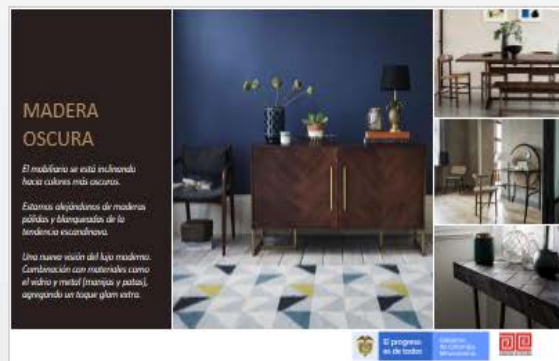 MADERA
OSCURA
El mobiliario se está inclinando
hacia colores más oscuros.
Estamos alejándonos de maderas
pálidas y blanqueadas de la
tendencia escandinava.
Una nueva visión del lujo moderno.
Combinación con materiales como
el vidrio y metal (manijas y patas),
agregando un toque glam extra.
El progreso
es de todos